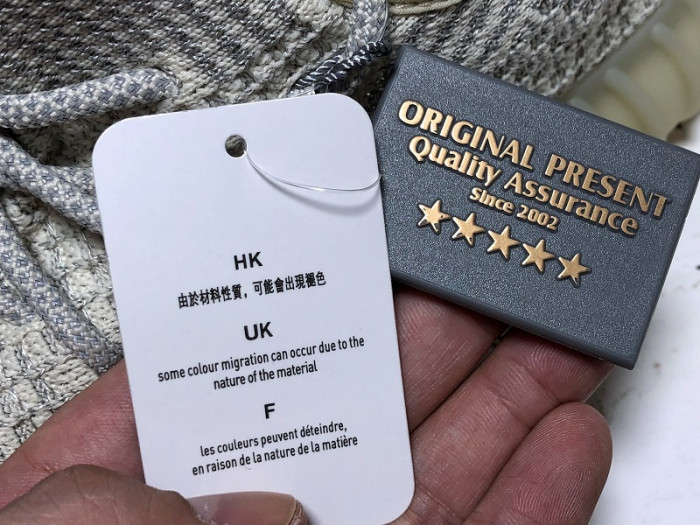 HK
由於材料性質，可能會出現褪色
UK
some colour migration can occur due to the
nature of the material
F
les couleurs peuvent déteindre,
en raison de la nature de la matière
ORIGINAL PRESENT
Quality Assurance
Since 2002